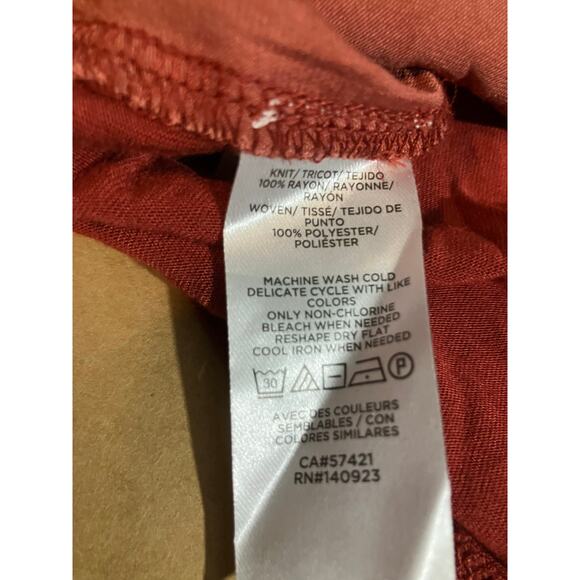 KNIT/ TRICOT/ TEJIDO
100% RAYON/ RAYONNE/
RAYÓN
WOVEN/ TISSÉ/ TEJIDO DE
PUNTO
100% POLYESTER/
POLIÉSTER
MACHINE WASH COLD
DELICATE CYCLE WITH LIKE
COLORS
ONLY NON-CHLORINE
BLEACH WHEN NEEDED
RESHAPE DRY FLAT
COOL IRON WHEN NEEDED
30 P
AVEC DES COULEURS
SEMBLABLES / CON
COLORES SIMILARES
CA#57421
RN#140923